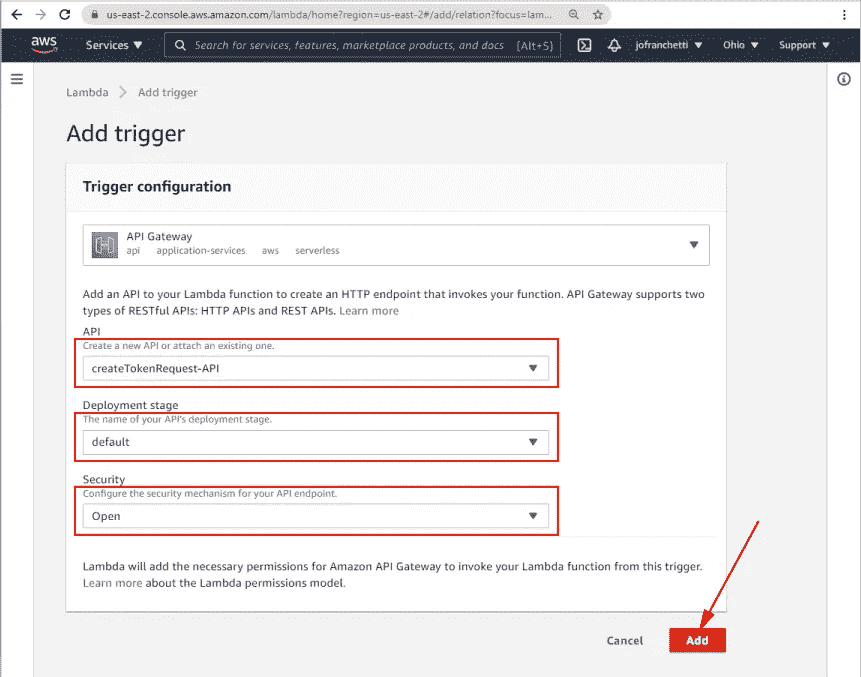 us-east-2.console.aws.amazon.com/lambda/home?region=us-east-2#/add/relation?focus=lam...
aws Services Search for services, features, marketplace products, and docs [Alt+S] jofranchetti Ohio Support
Lambda Add trigger
Add trigger
Trigger configuration
API Gateway
api application-services aws serverless
Add an API to your Lambda function to create an HTTP endpoint that invokes your function. API Gateway supports two
types of RESTful APIs: HTTP APIs and REST APIs. Learn more
API
Create a new API or attach an existing one.
createTokenRequest-API
Deployment stage
The name of your API's deployment stage.
default
Security
Configure the security mechanism for your API endpoint.
Open
Lambda will add the necessary permissions for Amazon API Gateway to invoke your Lambda function from this trigger.
Learn more about the Lambda permissions model.
Cancel Add